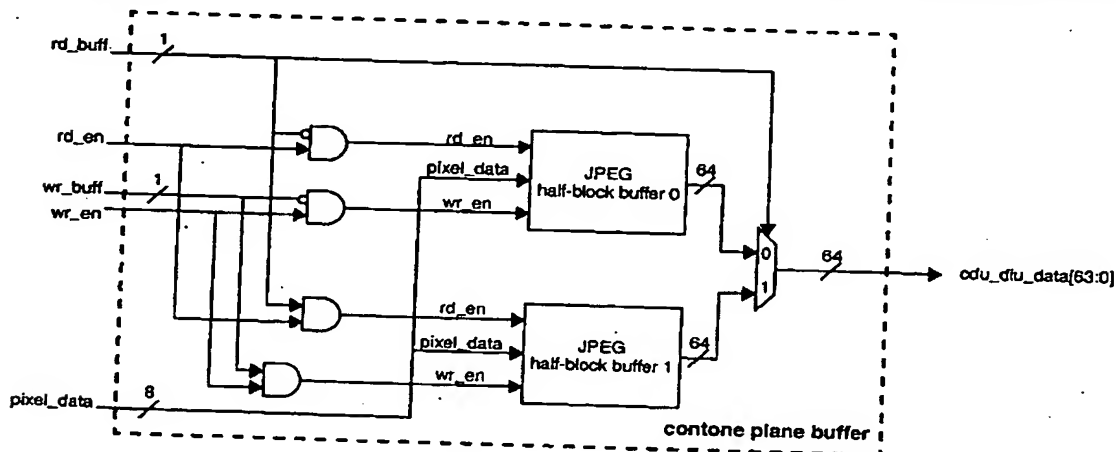 rd_buff
1
rd_en
rd_en
pixel_data
JPEG
half-block buffer 0
64
wr_buff
1
wr_en
wr_en
0
1
64
cdu_diu_data[63:0]
rd_en
pixel_data
JPEG
half-block buffer 1
64
wr_en
pixel_data
8
contone plane buffer